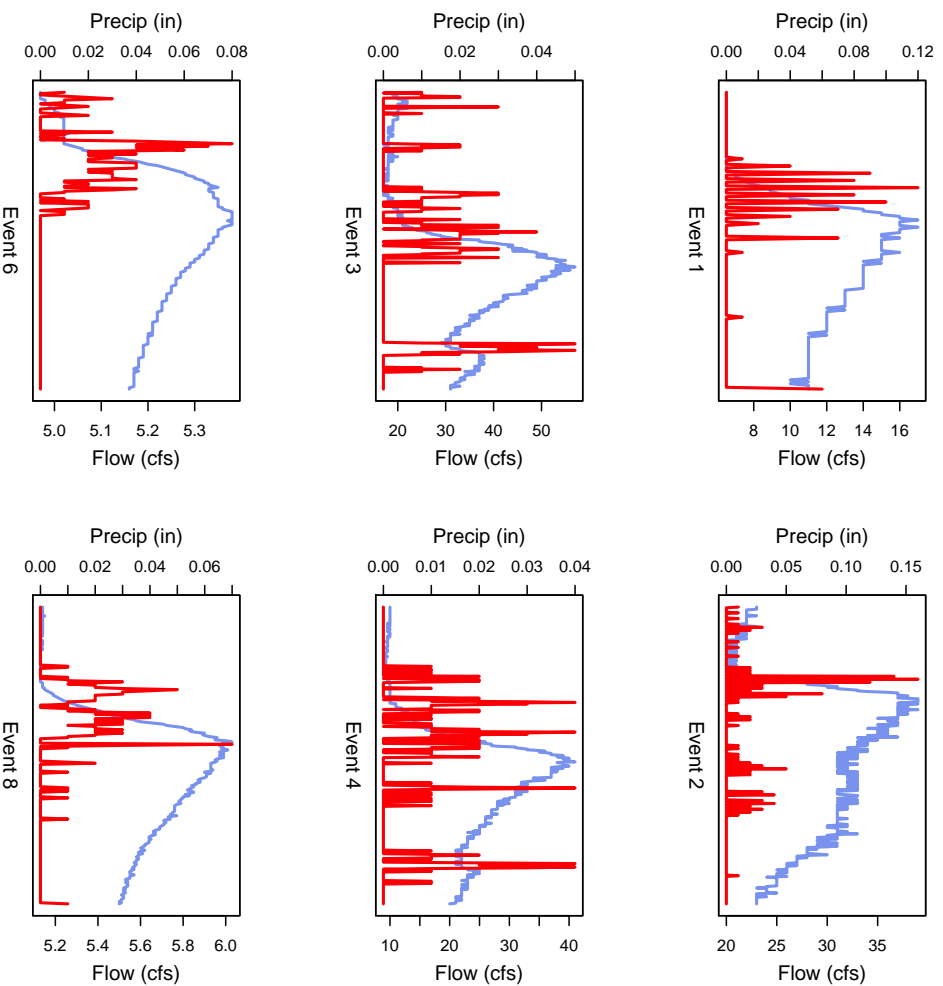 Precip (in)
0.00 0.02 0.04 0.06 0.08
Event 6
5.0 5.1 5.2 5.3
Flow (cfs)
Precip (in)
0.00 0.02 0.04
Event 3
20 30 40 50
Flow (cfs)
Precip (in)
0.00 0.04 0.08 0.12
Event 1
8 10 12 14 16
Flow (cfs)
Precip (in)
0.00 0.02 0.04 0.06
Event 8
5.2 5.4 5.6 5.8 6.0
Flow (cfs)
Precip (in)
0.00 0.01 0.02 0.03 0.04
Event 4
10 20 30 40
Flow (cfs)
Precip (in)
0.00 0.05 0.10 0.15
Event 2
20 25 30 35
Flow (cfs)